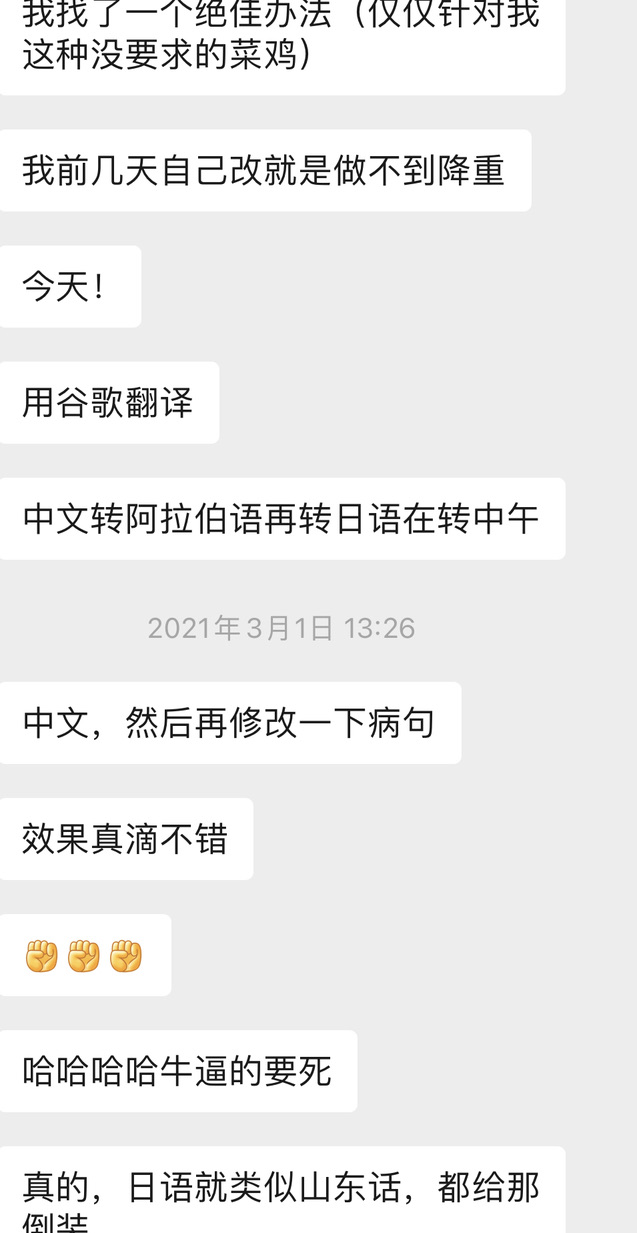 我找了一个绝佳办法（仅仅针对我
这种没要求的菜鸡）
我前几天自己改就是做不到降重
今天！
用谷歌翻译
中文转阿拉伯语再转日语在转中午
2021年3月1日 13:26
中文，然后再修改一下病句
效果真滴不错
✊✊✊
哈哈哈哈牛逼的要死
真的，日语就类似山东话，都给那
倒装